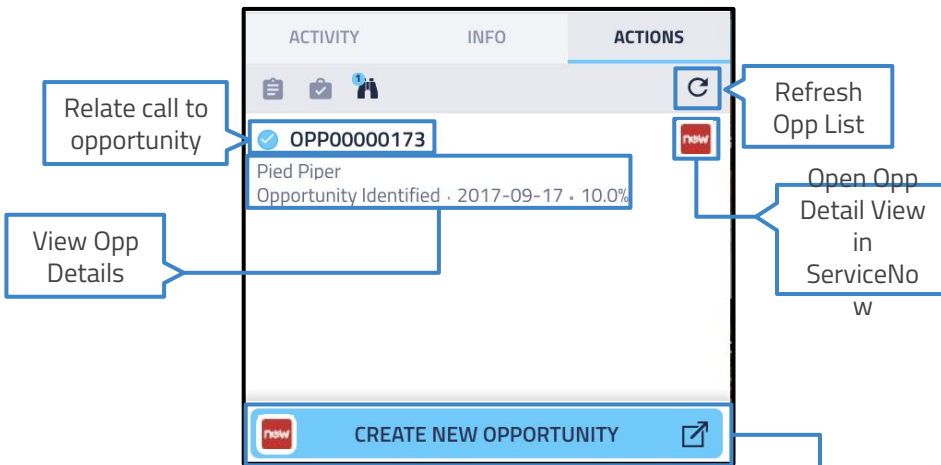 ACTIVITY INFO ACTIONS
1
Relate call to
opportunity
OPP00000173
now
Refresh
Opp List
Pied Piper
Opportunity Identified · 2017-09-17 · 10.0%
Open Opp
Detail View
in
ServiceNo
w
View Opp
Details
now
CREATE NEW OPPORTUNITY